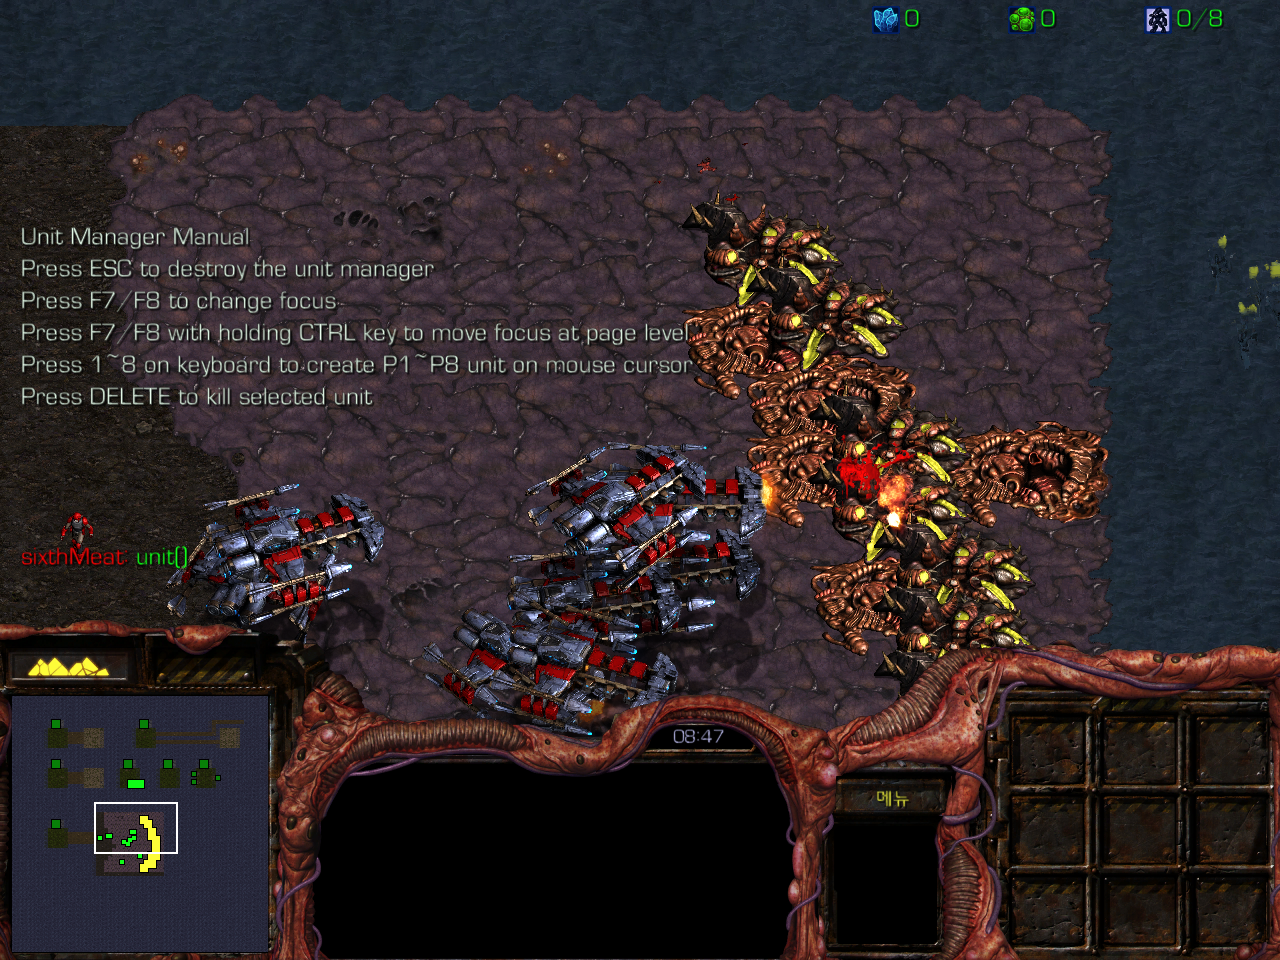 0 0 0/8
Unit Manager Manual
Press ESC to destroy the unit manager
Press F7/F8 to change focus
Press F7/F8 with holding CTRL key to move focus at page level
Press 1~8 on keyboard to create P1~P8 unit on mouse cursor
Press DELETE to kill selected unit
sixthMeat: unit()
08:47
메뉴